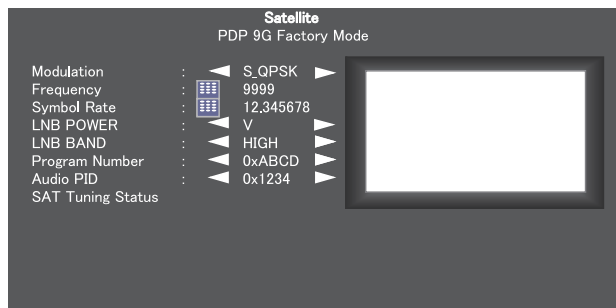 Satellite
PDP 9G Factory Mode
Modulation : S_QPSK
Frequency : 9999
Symbol Rate : 12.345678
LNB POWER : V
LNB BAND : HIGH
Program Number : 0xABCD
Audio PID : 0x1234
SAT Tuning Status